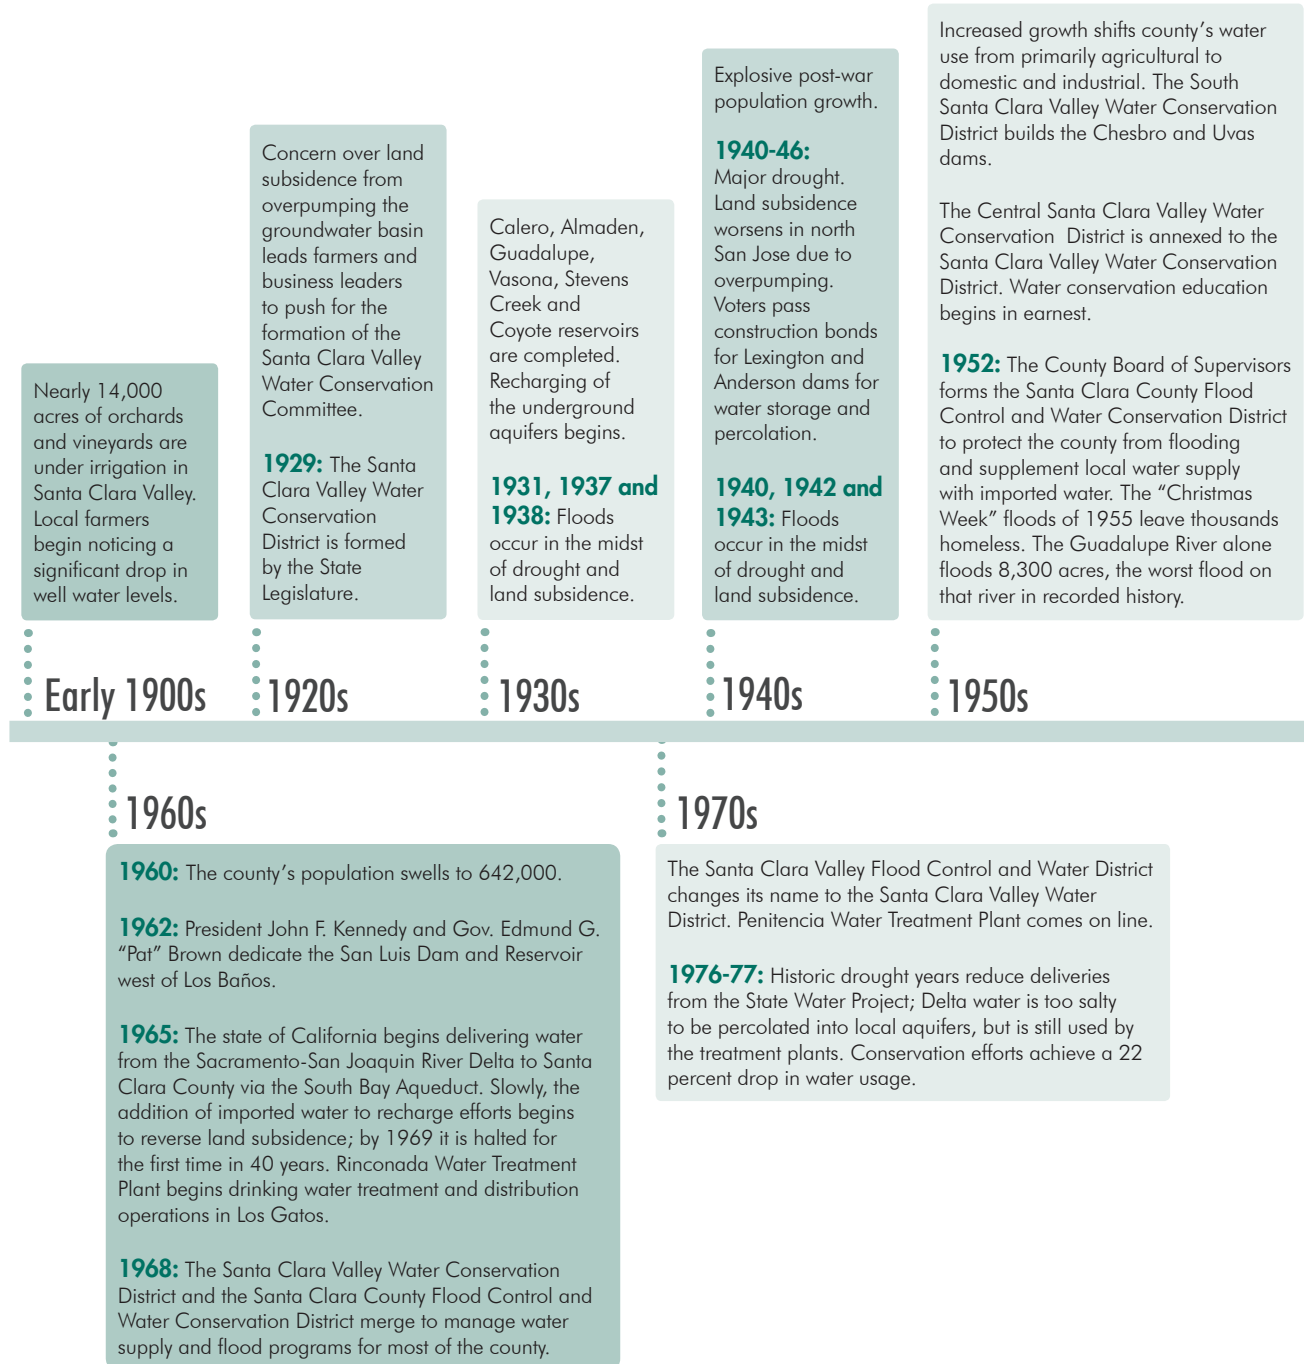 Nearly 14,000
acres of orchards
and vineyards are
under irrigation in
Santa Clara Valley.
Local farmers
begin noticing a
significant drop in
well water levels.
Early 1900s
Concern over land
subsidence from
overpumping the
groundwater basin
leads farmers and
business leaders
to push for the
formation of the
Santa Clara Valley
Water Conservation
Committee.
1929: The Santa
Clara Valley Water
Conservation
District is formed
by the State
Legislature.
1920s
Calero, Almaden,
Guadalupe,
Vasona, Stevens
Creek and
Coyote reservoirs
are completed.
Recharging of
the underground
aquifers begins.
1931, 1937 and
1938: Floods
occur in the midst
of drought and
land subsidence.
1930s
Explosive post-war
population growth.
1940-46:
Major drought.
Land subsidence
worsens in north
San Jose due to
overpumping.
Voters pass
construction bonds
for Lexington and
Anderson dams for
water storage and
percolation.
1940, 1942 and
1943: Floods
occur in the midst
of drought and
land subsidence.
1940s
Increased growth shifts county's water
use from primarily agricultural to
domestic and industrial. The South
Santa Clara Valley Water Conservation
District builds the Chesbro and Uvas
dams.
The Central Santa Clara Valley Water
Conservation District is annexed to the
Santa Clara Valley Water Conservation
District. Water conservation education
begins in earnest.
1952: The County Board of Supervisors
forms the Santa Clara County Flood
Control and Water Conservation District
to protect the county from flooding
and supplement local water supply
with imported water. The “Christmas
Week” floods of 1955 leave thousands
homeless. The Guadalupe River alone
floods 8,300 acres, the worst flood on
that river in recorded history.
1950s
1960s
1960: The county's population swells to 642,000.
1962: President John F. Kennedy and Gov. Edmund G.
“Pat” Brown dedicate the San Luis Dam and Reservoir
west of Los Baños.
1965: The state of California begins delivering water
from the Sacramento-San Joaquin River Delta to Santa
Clara County via the South Bay Aqueduct. Slowly, the
addition of imported water to recharge efforts begins
to reverse land subsidence; by 1969 it is halted for
the first time in 40 years. Rinconada Water Treatment
Plant begins drinking water treatment and distribution
operations in Los Gatos.
1968: The Santa Clara Valley Water Conservation
District and the Santa Clara County Flood Control and
Water Conservation District merge to manage water
supply and flood programs for most of the county.
1970s
The Santa Clara Valley Flood Control and Water District
changes its name to the Santa Clara Valley Water
District. Penitencia Water Treatment Plant comes on line.
1976-77: Historic drought years reduce deliveries
from the State Water Project; Delta water is too salty
to be percolated into local aquifers, but is still used by
the treatment plants. Conservation efforts achieve a 22
percent drop in water usage.